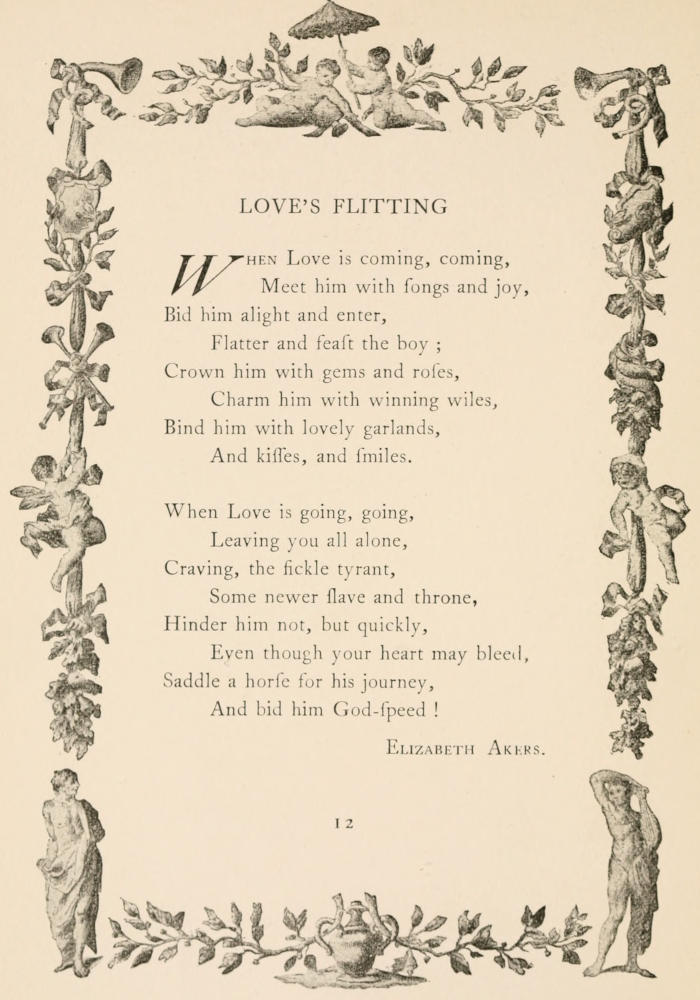 LOVE'S FLITTING
WHEN Love is coming, coming,
Meet him with ſongs and joy,
Bid him alight and enter,
Flatter and feaſt the boy ;
Crown him with gems and roſes,
Charm him with winning wiles,
Bind him with lovely garlands,
And kiſſes, and ſmiles.
When Love is going, going,
Leaving you all alone,
Craving, the fickle tyrant,
Some newer ſlave and throne,
Hinder him not, but quickly,
Even though your heart may bleed,
Saddle a horſe for his journey,
And bid him God-ſpeed !
ELIZABETH AKERS.
12